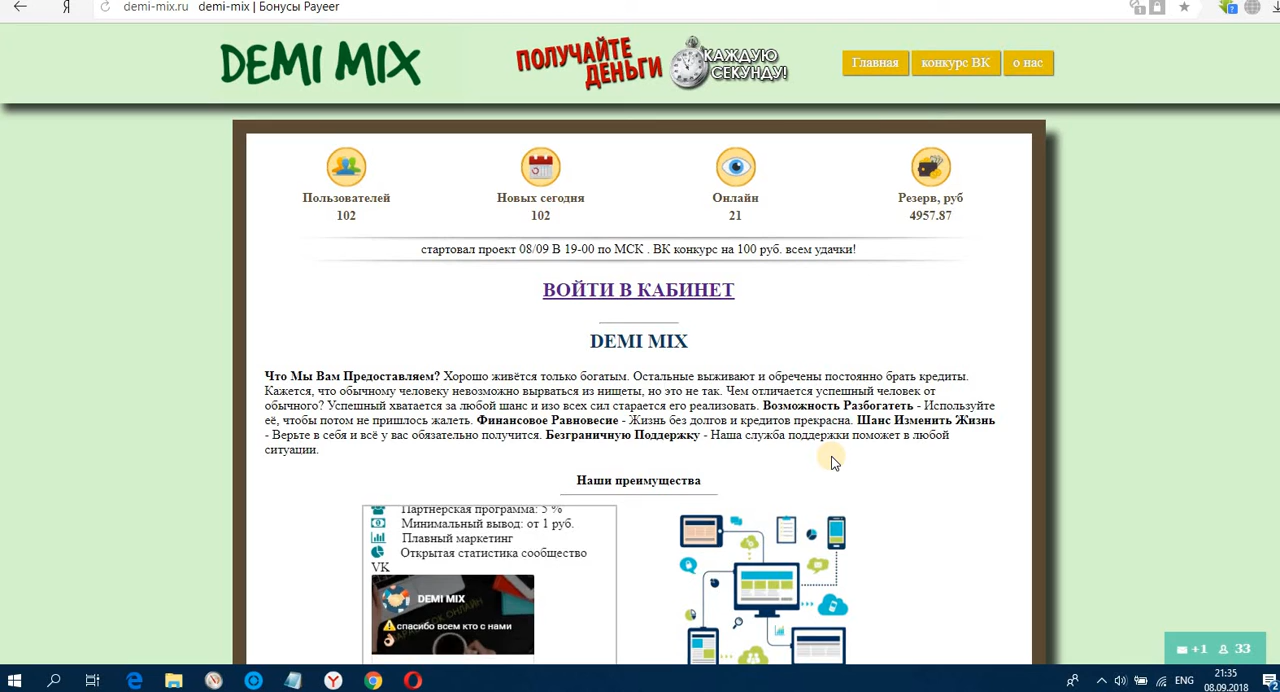 demi-mix.ru demi-mix | Бонусы Payeer
DEMI MIX
ПОЛУЧАЙТЕ
ДЕНЬГИ
КАЖДУЮ
СЕКУНДУ!
Главная
конкурс ВК
о нас
Пользователей
102
Новых сегодня
102
Онлайн
21
Резерв, руб
4957.87
стартовал проект 08/09 В 19-00 по МСК . ВК конкурс на 100 руб. всем удачки!
ВОЙТИ В КАБИНЕТ
DEMI MIX
Что Мы Вам Предоставляем? Хорошо живётся только богатым. Остальные выживают и обречены постоянно брать кредиты.
Кажется, что обычному человеку невозможно вырваться из нищеты, но это не так. Чем отличается успешный человек от
обычного? Успешный хватается за любой шанс и изо всех сил старается его реализовать. Возможность Разбогатеть - Используйте
её, чтобы потом не пришлось жалеть. Финансовое Равновесие - Жизнь без долгов и кредитов прекрасна. Шанс Изменить Жизнь
- Верьте в себя и всё у вас обязательно получится. Безграничную Поддержку - Наша служба поддержки поможет в любой
ситуации.
Наши преимущества
Партнерская программа: 5 %
Минимальный вывод: от 1 руб.
Плавный маркетинг
Открытая статистика сообщество
VK
DEMI MIX
спасибо всем кто с нами
+1 33
ENG
21:35
08.09.2018